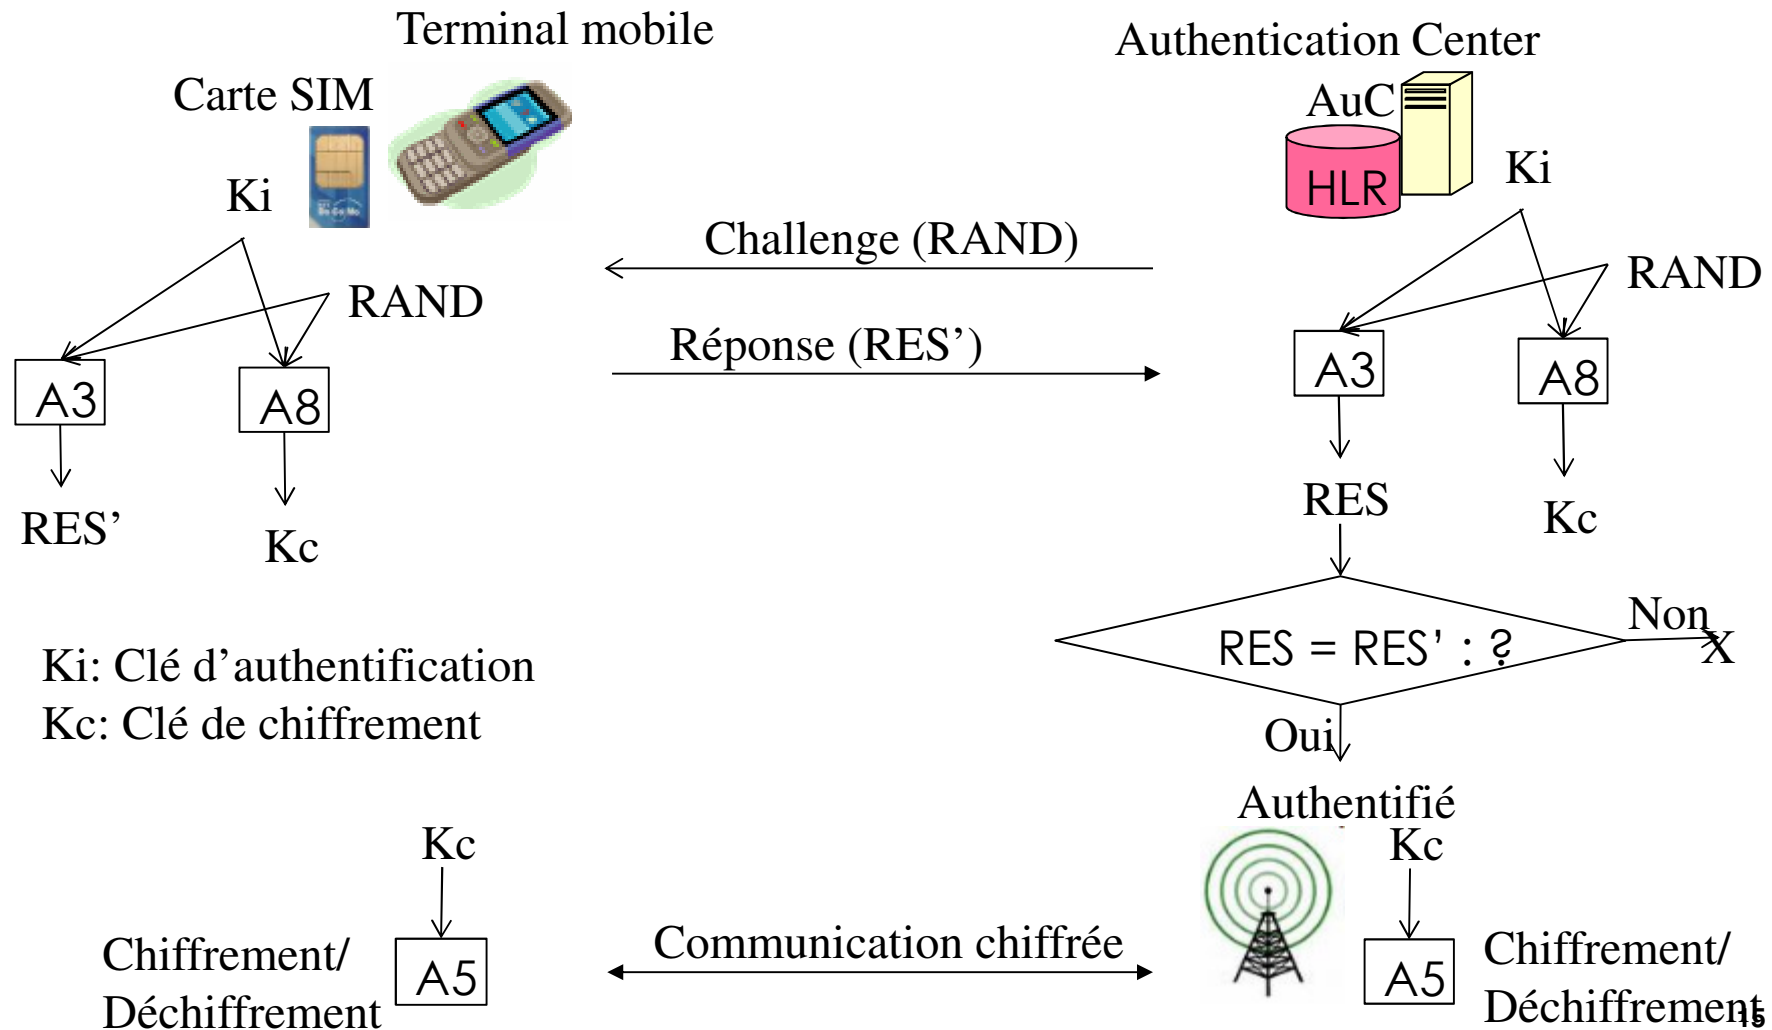 Terminal mobile
Authentication Center
Carte SIM
AuC
HLR
Ki
Ki
Challenge (RAND)
RAND
RAND
Réponse (RES’)
A3
A8
A3
A8
RES’
Kc
RES
Kc
RES = RES' : ?
Non
X
Ki: Clé d’authentification
Kc: Clé de chiffrement
Oui
Authentifié
Kc
Kc
Communication chiffrée
Chiffrement/
Déchiffrement
A5
A5
Chiffrement/
Déchiffrement
15